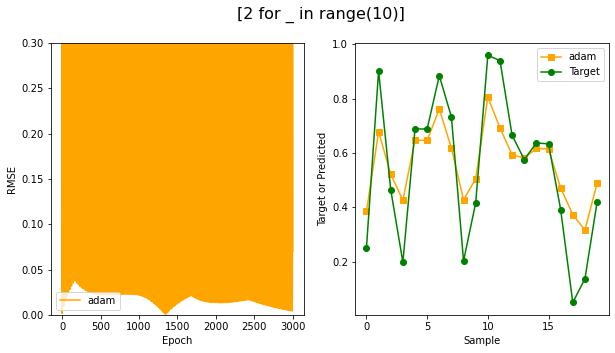 [2 for _ in range(10)]
0.30
0.25
0.20
0.15
0.10
0.05
0.00
RMSE
adam
0 500 1000 1500 2000 2500 3000
Epoch
1.0
0.8
0.6
0.4
0.2
Target or Predicted
adam
Target
0 5 10 15
Sample